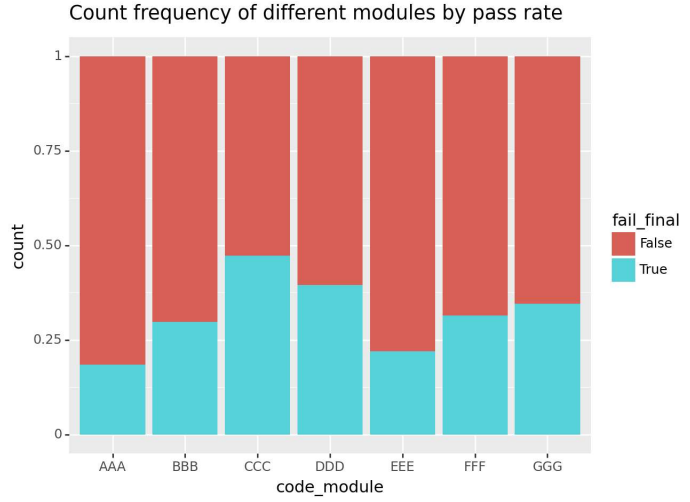 Count frequency of different modules by pass rate
1
0.75
0.50
0.25
0
count
AAA BBB CCC DDD EEE FFF GGG
code_module
fail_final
False
True